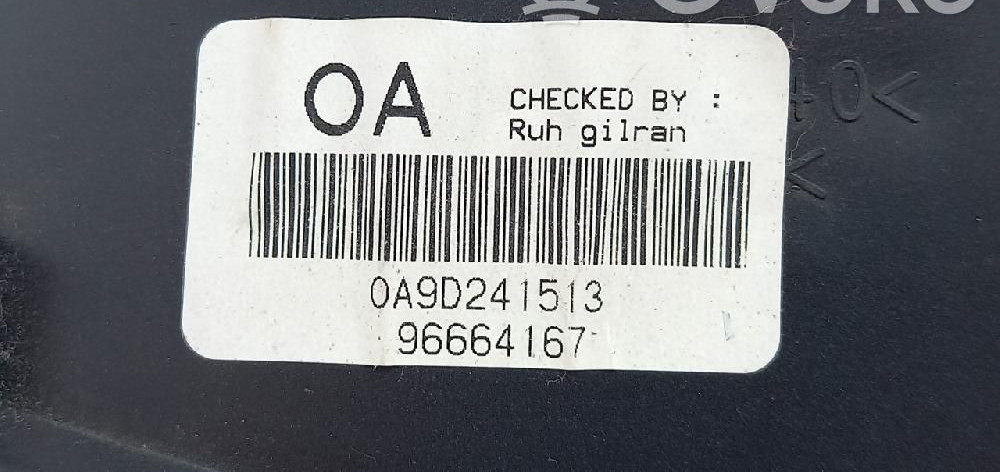 OA
CHECKED BY :
Ruh gilran
0A9D241513
96664167